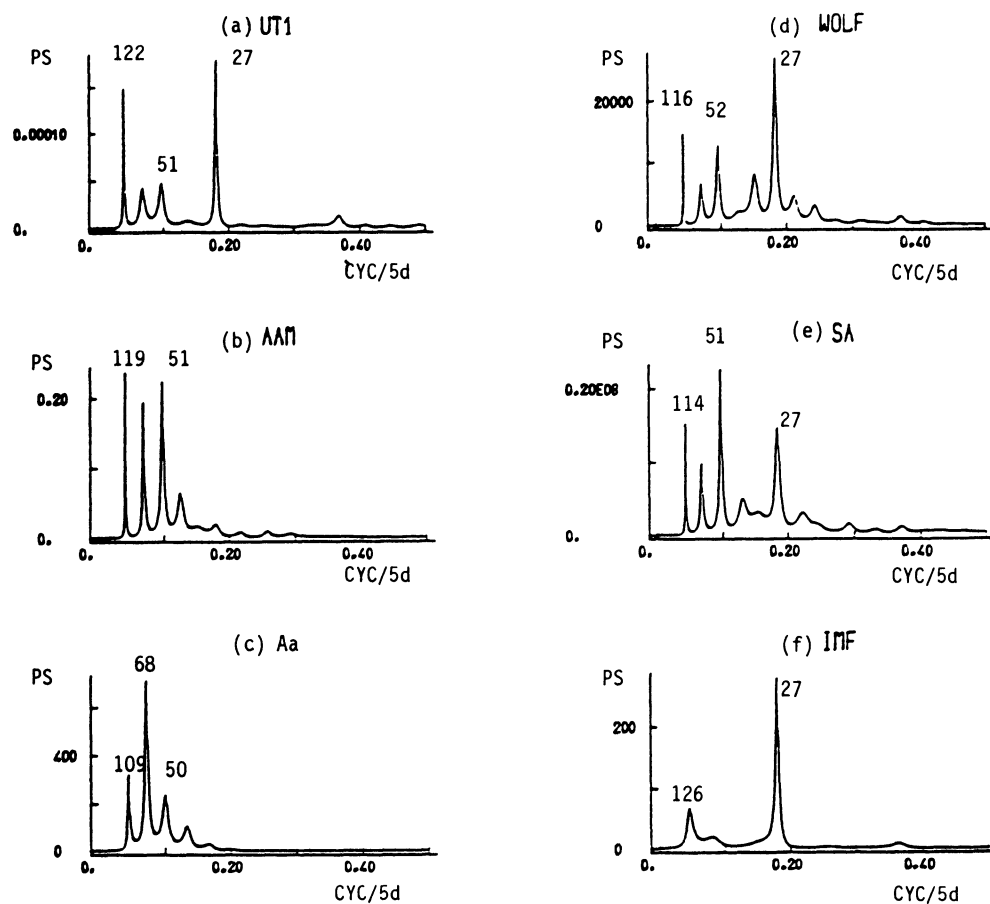 (a) UT1
PS
122
27
0.00010
51
0.
0.
0.20
0.40
CYC/5d
(b) AAM
PS
119
51
0.20
0.
0.
0.20
0.40
CYC/5d
(c) Aa
PS
68
400
109
50
0
0.
0.20
0.40
CYC/5d
(d) WOLF
PS
27
116
20000
52
0
0.
0.20
0.40
CYC/5d
(e) SA
PS
51
0.20E08
114
27
0.
0.
0.20
0.40
CYC/5d
(f) IMF
PS
27
200
126
0
0.
0.20
0.40
CYC/5d